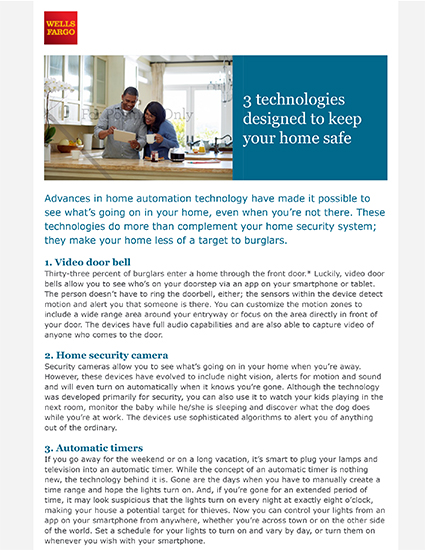 WELLS
FARGO
For Position Only
3 technologies
designed to keep
your home safe
Advances in home automation technology have made it possible to
see what's going on in your home, even when you're not there. These
technologies do more than complement your home security system;
they make your home less of a target to burglars.
1. Video door bell
Thirty-three percent of burglars enter a home through the front door.* Luckily, video door
bells allow you to see who's on your doorstep via an app on your smartphone or tablet.
The person doesn't have to ring the doorbell, either; the sensors within the device detect
motion and alert you that someone is there. You can customize the motion zones to
include a wide range area around your entryway or focus on the area directly in front of
your door. The devices have full audio capabilities and are also able to capture video of
anyone who comes to the door.
2. Home security camera
Security cameras allow you to see what's going on in your home when you're away.
However, these devices have evolved to include night vision, alerts for motion and sound
and will even turn on automatically when it knows you're gone. Although the technology
was developed primarily for security, you can also use it to watch your kids playing in the
next room, monitor the baby while he/she is sleeping and discover what the dog does
while you're at work. The devices use sophisticated algorithms to alert you of anything
out of the ordinary.
3. Automatic timers
If you go away for the weekend or on a long vacation, it's smart to plug your lamps and
television into an automatic timer. While the concept of an automatic timer is nothing
new, the technology behind it is. Gone are the days when you have to manually create a
time range and hope the lights turn on. And, if you're gone for an extended period of
time, it may look suspicious that the lights turn on every night at exactly eight o'clock,
making your house a potential target for thieves. Now you can control your lights from an
app on your smartphone from anywhere, whether you're across town or on the other side
of the world. Set a schedule for your lights to turn on and vary by day, or turn them on
whenever you wish with your smartphone.